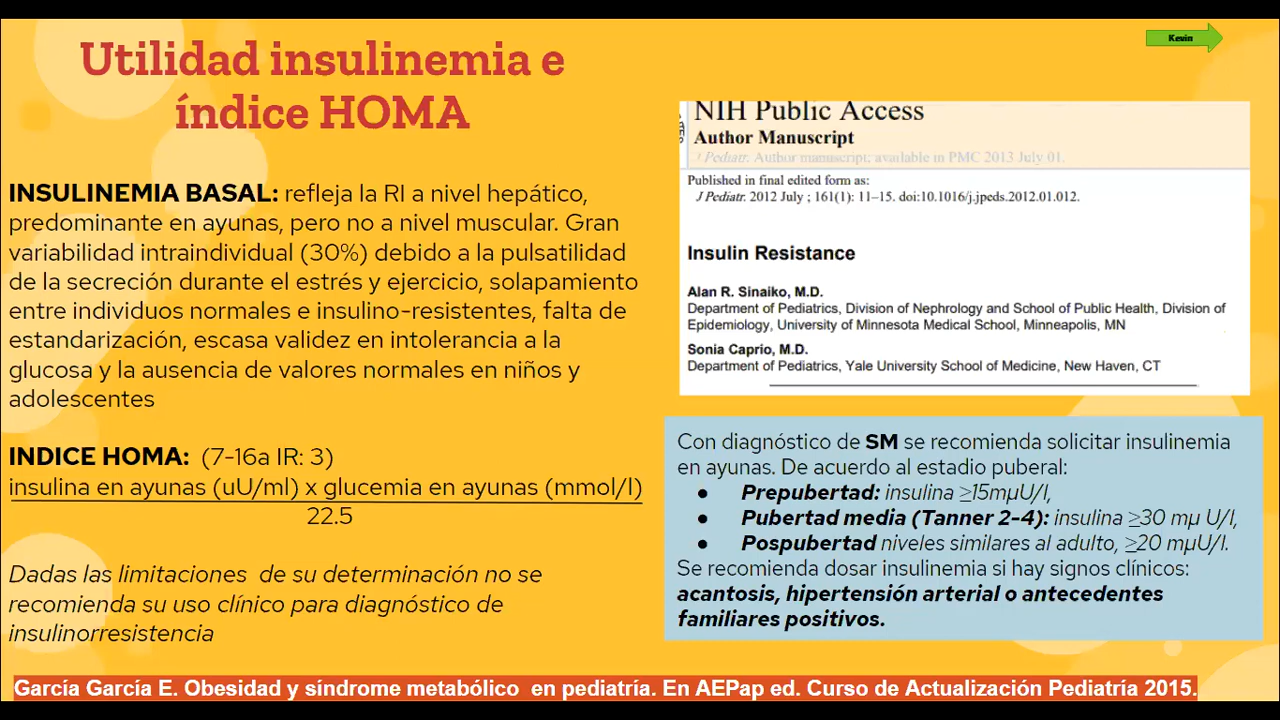 Utilidad insulinemia e
índice HOMA
Kevin
INSULINEMIA BASAL: refleja la RI a nivel hepático,
predominante en ayunas, pero no a nivel muscular. Gran
variabilidad intraindividual (30%) debido a la pulsatilidad
de la secreción durante el estrés y ejercicio, solapamiento
entre individuos normales e insulino-resistentes, falta de
estandarización, escasa validez en intolerancia a la
glucosa y la ausencia de valores normales en niños y
adolescentes
INDICE HOMA: (7-16a IR: 3)
insulina en ayunas (uU/ml) x glucemia en ayunas (mmol/l)
22.5
Dadas las limitaciones de su determinación no se
recomienda su uso clínico para diagnóstico de
insulinorresistencia
NIH Public Access
Author Manuscript
J Pediatr. Author manuscript; available in PMC 2013 July 01.
Published in final edited form as:
J Pediatr. 2012 July ; 161(1): 11–15. doi:10.1016/j.jpeds.2012.01.012.
Insulin Resistance
Alan R. Sinaiko, M.D.
Department of Pediatrics, Division of Nephrology and School of Public Health, Division of
Epidemiology, University of Minnesota Medical School, Minneapolis, MN
Sonia Caprio, M.D.
Department of Pediatrics, Yale University School of Medicine, New Haven, CT
Con diagnóstico de SM se recomienda solicitar insulinemia
en ayunas. De acuerdo al estadio puberal:
● Prepubertad: insulina ≥15mµU/l,
● Pubertad media (Tanner 2-4): insulina ≥30 mµ U/l,
● Pospubertad niveles similares al adulto, ≥20 mµU/l.
Se recomienda dosar insulinemia si hay signos clínicos:
acantosis, hipertensión arterial o antecedentes
familiares positivos.
García García E. Obesidad y síndrome metabólico en pediatría. En AEPap ed. Curso de Actualización Pediatría 2015.